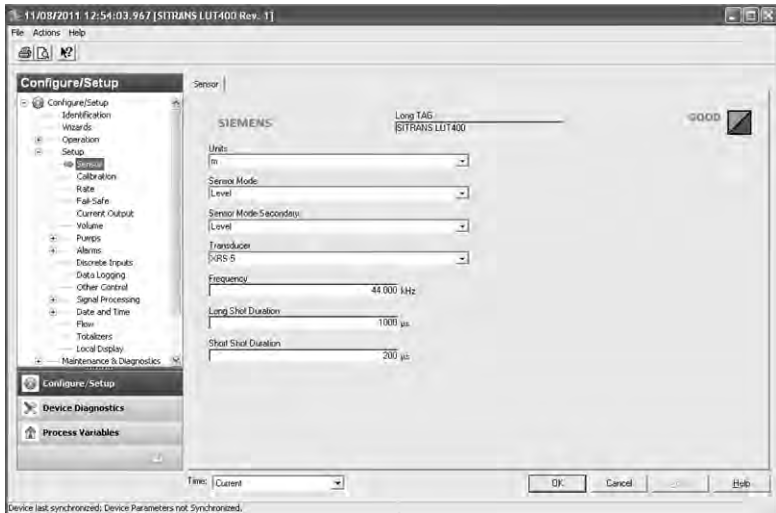 11/08/2011 12:54:03.967 [SITRANS LUT400 Rev. 1]
File Actions Help
Configure/Setup
Configure/Setup
Identification
Wizards
Operation
Setup
Sensor
Calibration
Rate
Fail-Safe
Current Output
Volume
Pumps
Alarms
Discrete Inputs
Data Logging
Other Control
Signal Processing
Date and Time
Flow
Totalizers
Local Display
Maintenance & Diagnostics
Configure/Setup
Device Diagnostics
Process Variables
Sensor
SIEMENS
Long TAG
SITRANS LUT400
GOOD
Units
m
Sensor Mode
Level
Sensor Mode Secondary
Level
Transducer
XRS-5
Frequency
44.000 kHz
Long Shot Duration
1000 µs
Short Shot Duration
200 µs
Time: Current
OK Cancel Help
Device last synchronized; Device Parameters not Synchronized.